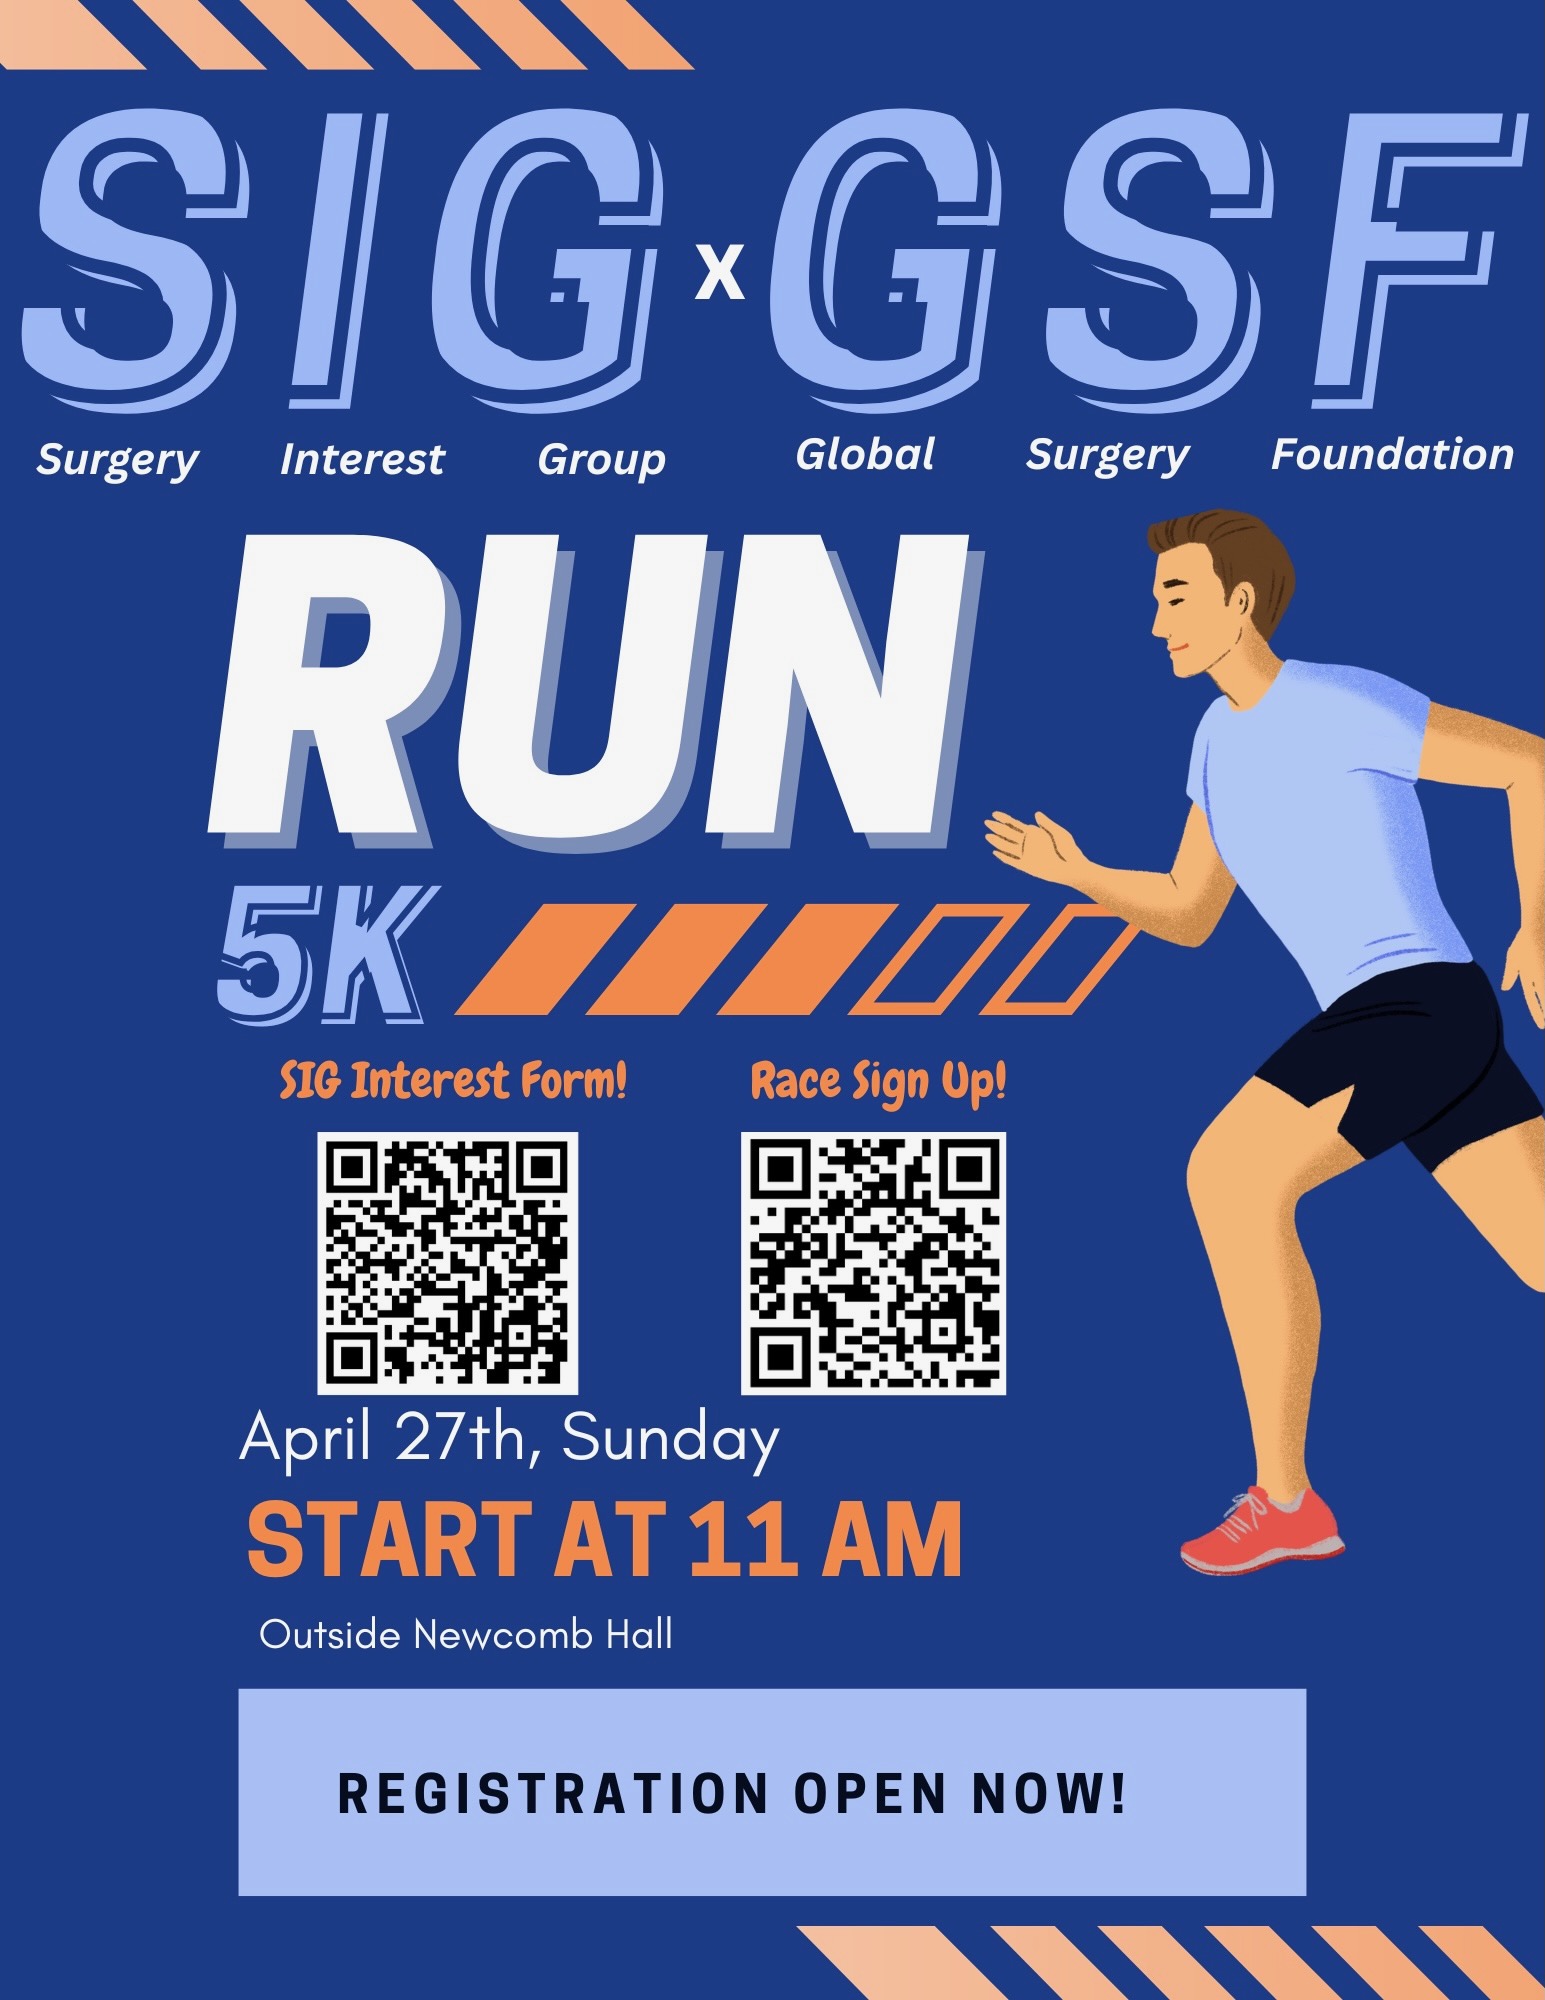 SIG x GSF
Surgery Interest Group Global Surgery Foundation
RUN
5K
SIG Interest Form! Race Sign Up!
April 27th, Sunday
START AT 11 AM
Outside Newcomb Hall
REGISTRATION OPEN NOW!